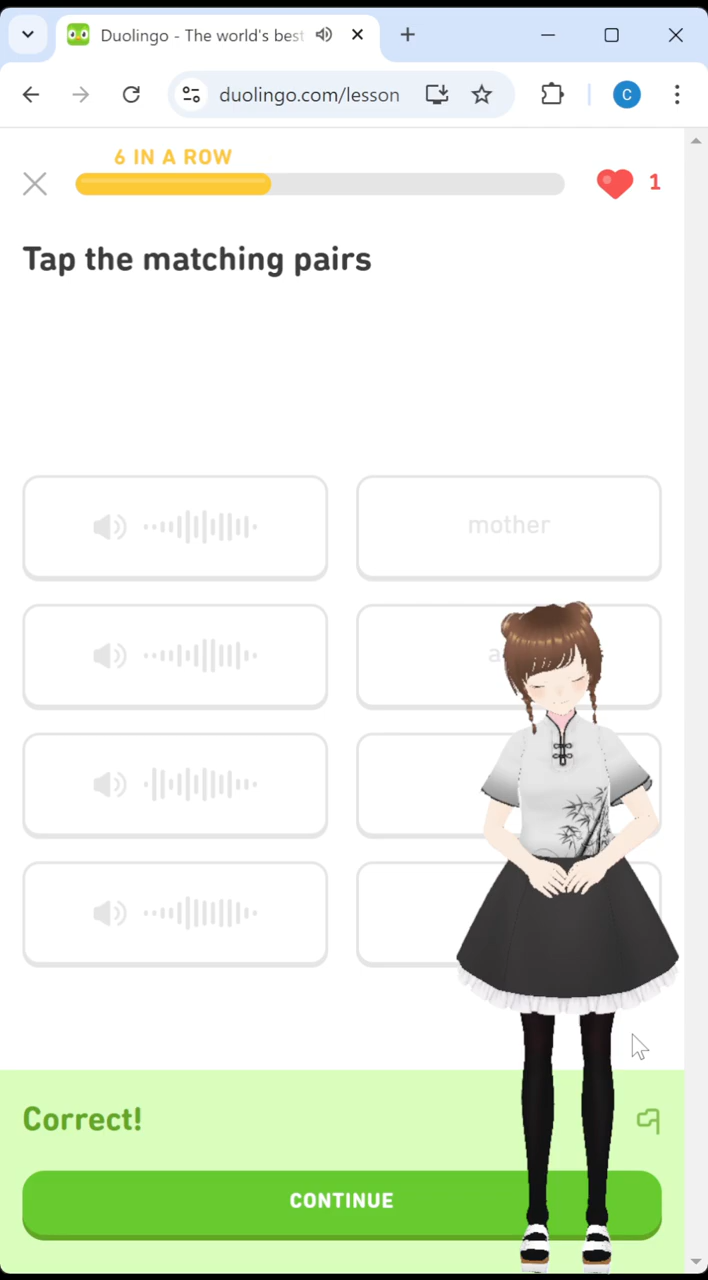 Duolingo - The world's best
duolingo.com/lesson
C
6 IN A ROW
1
Tap the matching pairs
mother
Correct!
CONTINUE